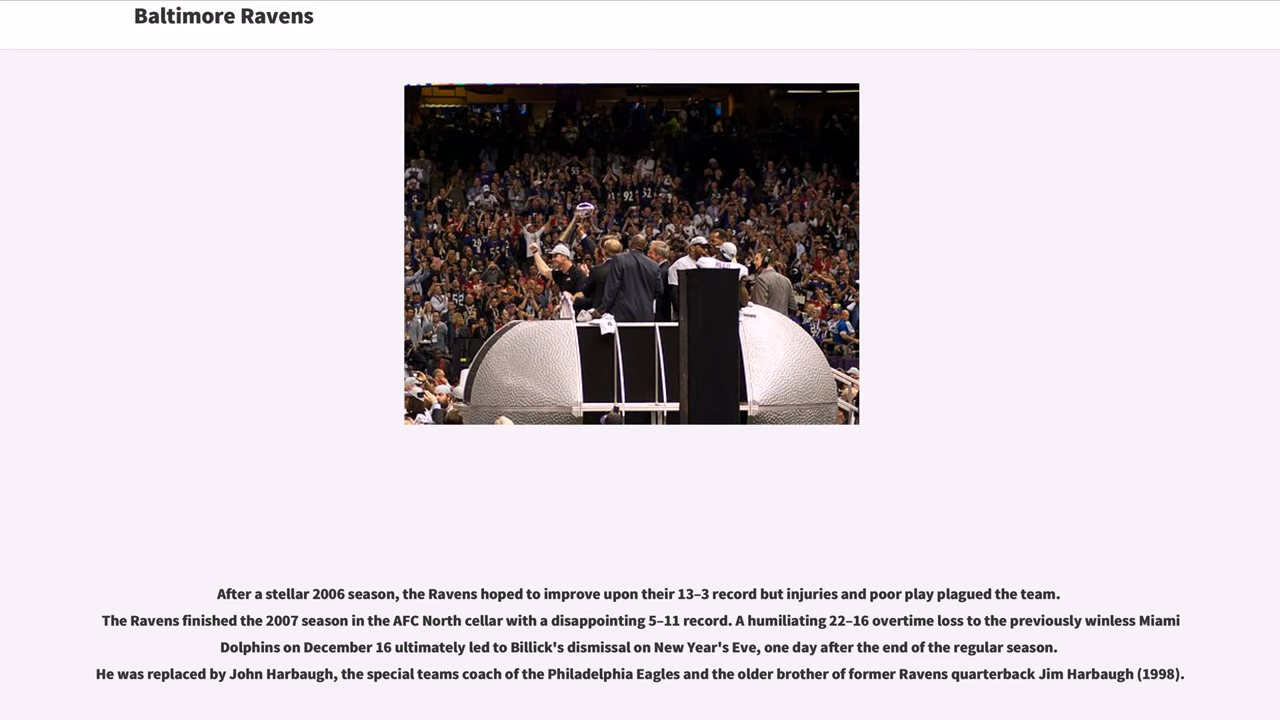 Baltimore Ravens
55
92
52
52
After a stellar 2006 season, the Ravens hoped to improve upon their 13–3 record but injuries and poor play plagued the team.
The Ravens finished the 2007 season in the AFC North cellar with a disappointing 5–11 record. A humiliating 22–16 overtime loss to the previously winless Miami
Dolphins on December 16 ultimately led to Billick's dismissal on New Year's Eve, one day after the end of the regular season.
He was replaced by John Harbaugh, the special teams coach of the Philadelphia Eagles and the older brother of former Ravens quarterback Jim Harbaugh (1998).